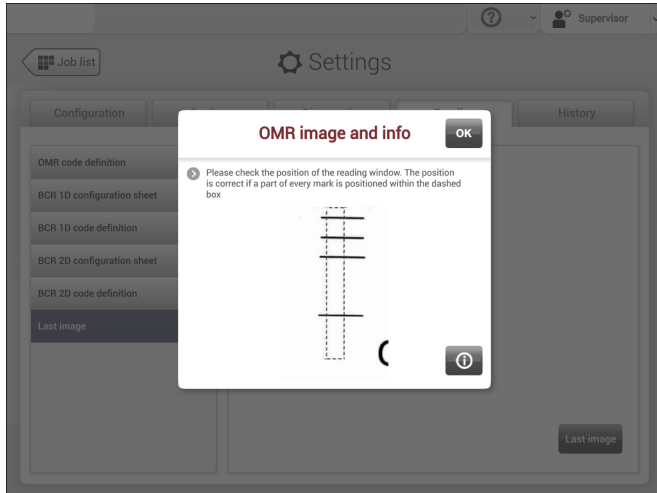 Supervisor
Job list
Settings
Configuration
History
OMR image and info
OK
Please check the position of the reading window. The position
is correct if a part of every mark is positioned within the dashed
box
OMR code definition
BCR 1D configuration sheet
BCR 1D code definition
BCR 2D configuration sheet
BCR 2D code definition
Last image
Last image